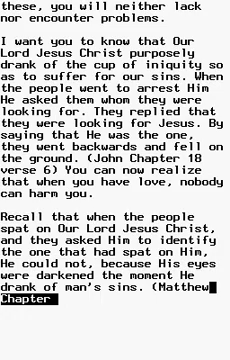 these, you will neither lack
nor encounter problems.
I want you to know that Our
Lord Jesus Christ purposely
drank of the cup of iniquity so
as to suffer for our sins. When
the people went to arrest Him
He asked them whom they were
looking for. They replied that
they were looking for Jesus. By
saying that He was the one,
they went backwards and fell on
the ground. (John Chapter 18
verse 6) You can now realize
that when you have love, nobody
can harm you.
Recall that when the people
spat on Our Lord Jesus Christ,
and they asked Him to identify
the one that had spat on Him,
He could not, because His eyes
were darkened the moment He
drank of man's sins. (Matthew
Chapter